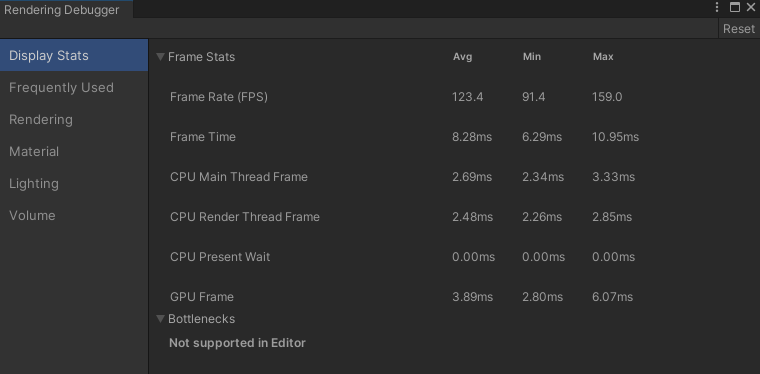 Rendering Debugger
Reset
Display Stats
Frequently Used
Rendering
Material
Lighting
Volume
Frame Stats Avg Min Max
Frame Rate (FPS) 123.4 91.4 159.0
Frame Time 8.28ms 6.29ms 10.95ms
CPU Main Thread Frame 2.69ms 2.34ms 3.33ms
CPU Render Thread Frame 2.48ms 2.26ms 2.85ms
CPU Present Wait 0.00ms 0.00ms 0.00ms
GPU Frame 3.89ms 2.80ms 6.07ms
Bottlenecks
Not supported in Editor